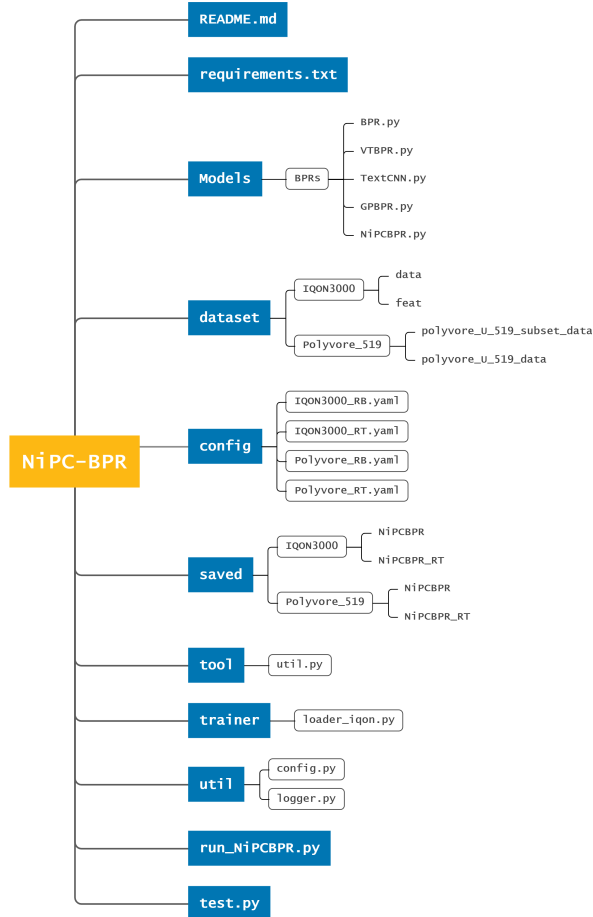 README.md
requirements.txt
BPR.py
VTBPR.py
Models
BPRs
TextCNN.py
GPBPR.py
NiPCBPR.py
data
IQON3000
feat
dataset
polyvore_U_519_subset_data
Polyvore_519
polyvore_U_519_data
IQON3000_RB.yaml
IQON3000_RT.yaml
NiPC-BPR
config
Polyvore_RB.yaml
Polyvore_RT.yaml
NiPCBPR
IQON3000
NiPCBPR_RT
saved
NiPCBPR
Polyvore_519
NiPCBPR_RT
tool
util.py
trainer
loader_iqon.py
config.py
util
logger.py
run_NiPCBPR.py
test.py